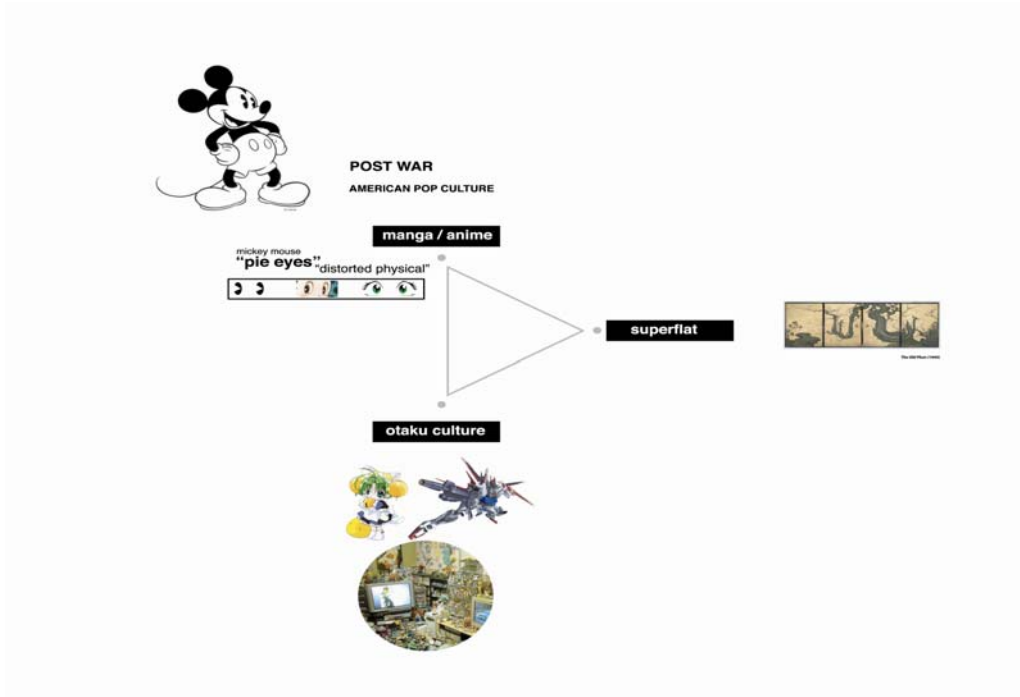 POST WAR
AMERICAN POP CULTURE
manga / anime
mickey mouse
“pie eyes”
“distorted physical”
superflat
otaku culture